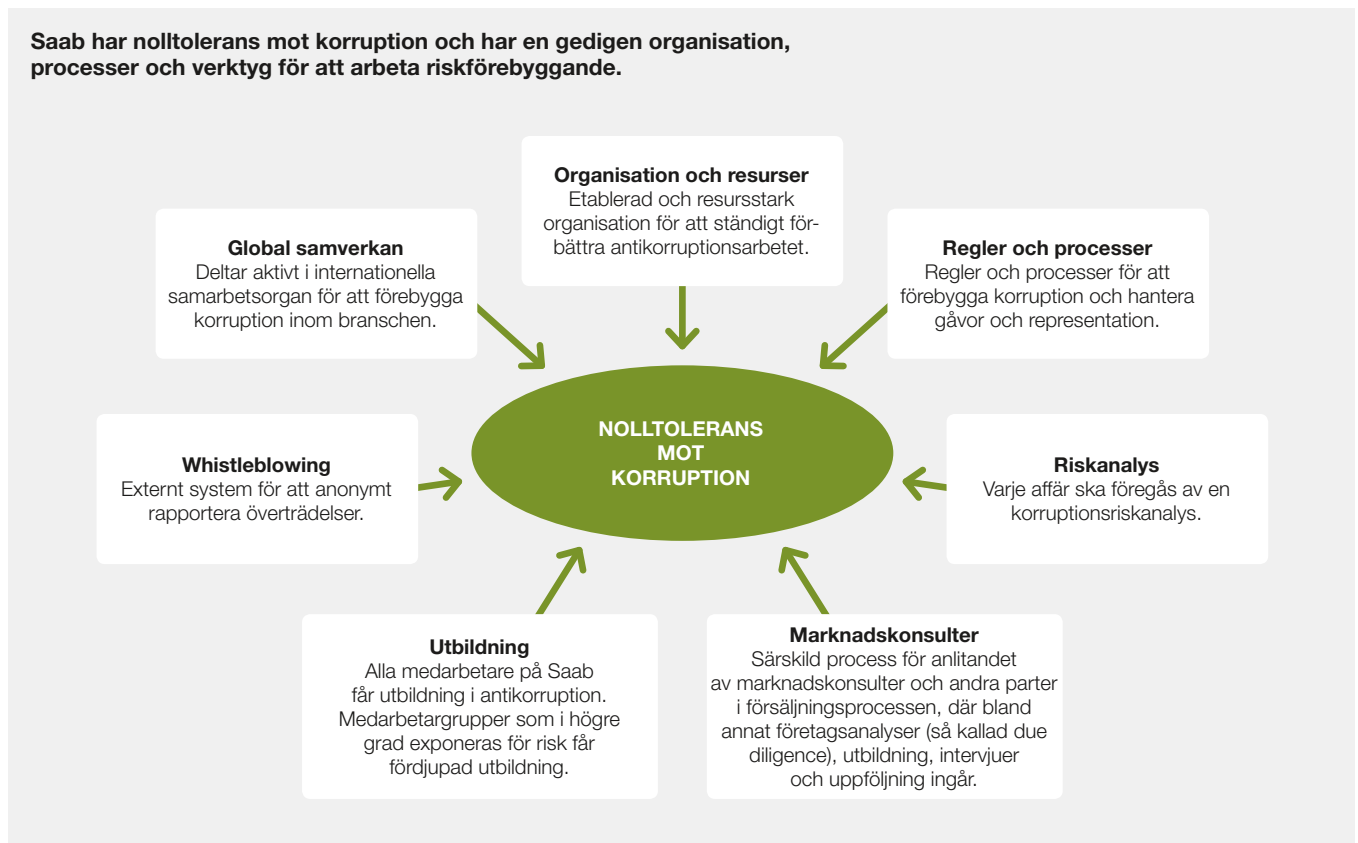 Saab har nolltolerans mot korruption och har en gedigen organisation,
processer och verktyg för att arbeta riskförebyggande.
Organisation och resurser
Etablerad och resursstark
organisation för att ständigt för-
bättra antikorruptionsarbetet.
Global samverkan
Deltar aktivt i internationella
samarbetsorgan för att förebygga
korruption inom branschen.
Regler och processer
Regler och processer för att
förebygga korruption och hantera
gåvor och representation.
NOLLTOLERANS
MOT
KORRUPTION
Whistleblowing
Externt system för att anonymt
rapportera överträdelser.
Riskanalys
Varje affär ska föregås av en
korruptionsriskanalys.
Utbildning
Alla medarbetare på Saab
får utbildning i antikorruption.
Medarbetargrupper som i högre
grad exponeras för risk får
fördjupad utbildning.
Marknadskonsulter
Särskild process för anlitandet
av marknadskonsulter och andra parter
i försäljningsprocessen, där bland
annat företagsanalyser (så kallad due
diligence), utbildning, intervjuer
och uppföljning ingår.